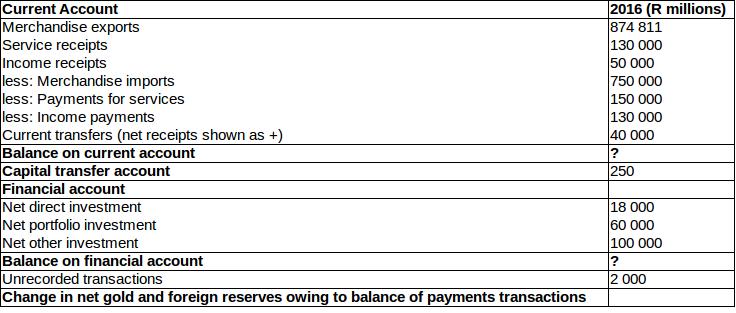 Current Account 2016 (R millions)
Merchandise exports 874 811
Service receipts 130 000
Income receipts 50 000
less: Merchandise imports 750 000
less: Payments for services 150 000
less: Income payments 130 000
Current transfers (net receipts shown as +) 40 000
Balance on current account ?
Capital transfer account 250
Financial account
Net direct investment 18 000
Net portfolio investment 60 000
Net other investment 100 000
Balance on financial account ?
Unrecorded transactions 2 000
Change in net gold and foreign reserves owing to balance of payments transactions